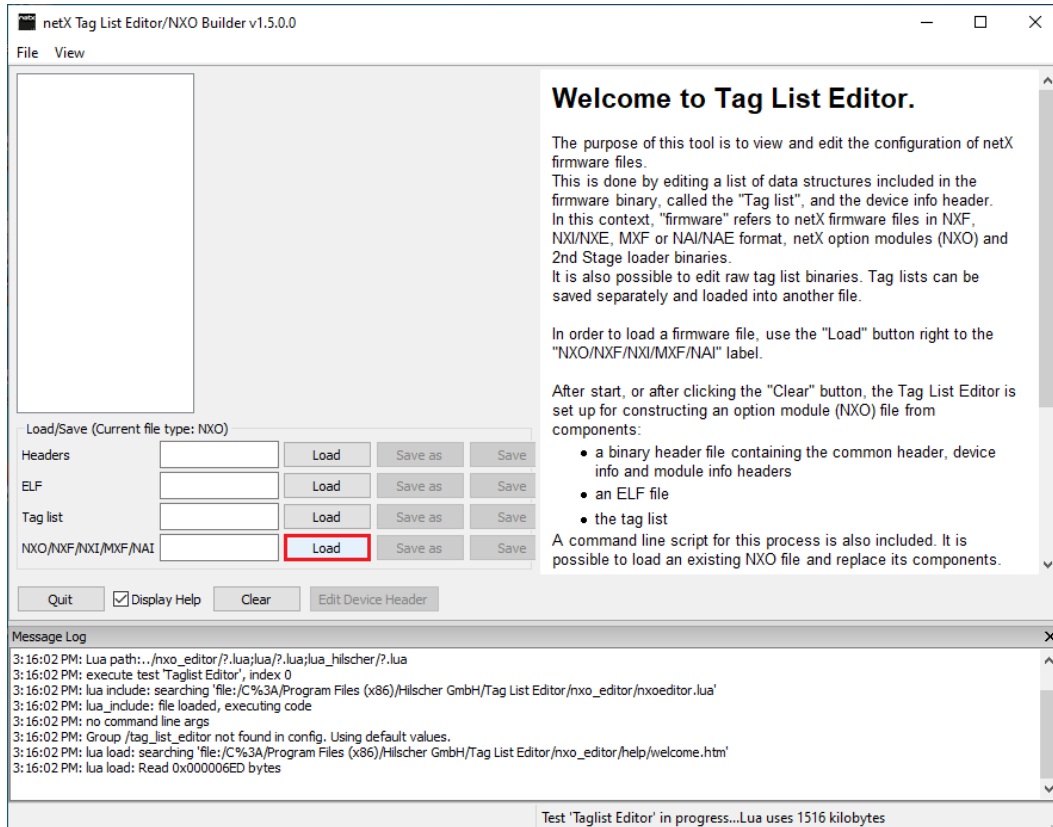 netX Tag List Editor/NXO Builder v1.5.0.0
File View
Welcome to Tag List Editor.
The purpose of this tool is to view and edit the configuration of netX
firmware files.
This is done by editing a list of data structures included in the
firmware binary, called the "Tag list", and the device info header.
In this context, "firmware" refers to netX firmware files in NXF,
NXI/NXE, MXF or NAI/NAE format, netX option modules (NXO) and
2nd Stage loader binaries.
It is also possible to edit raw tag list binaries. Tag lists can be
saved separately and loaded into another file.
In order to load a firmware file, use the "Load" button right to the
"NXO/NXF/NXI/MXF/NAI" label.
After start, or after clicking the "Clear" button, the Tag List Editor is
set up for constructing an option module (NXO) file from
components:
• a binary header file containing the common header, device
info and module info headers
• an ELF file
• the tag list
A command line script for this process is also included. It is
possible to load an existing NXO file and replace its components.
Load/Save (Current file type: NXO)
Headers Load Save as Save
ELF Load Save as Save
Tag list Load Save as Save
NXO/NXF/NXI/MXF/NAI Load Save as Save
Quit Display Help Clear Edit Device Header
Message Log
3:16:02 PM: Lua path:../nxo_editor/?.lua;lua/?.lua;lua_hilscher/?.lua
3:16:02 PM: execute test 'Taglist Editor', index 0
3:16:02 PM: lua include: searching 'file:/C%3A/Program Files (x86)/Hilscher GmbH/Tag List Editor/nxo_editor/nxoeditor.lua'
3:16:02 PM: lua_include: file loaded, executing code
3:16:02 PM: no command line args
3:16:02 PM: Group /tag_list_editor not found in config. Using default values.
3:16:02 PM: lua load: searching 'file:/C%3A/Program Files (x86)/Hilscher GmbH/Tag List Editor/nxo_editor/help/welcome.htm'
3:16:02 PM: lua load: Read 0x000006ED bytes
Test 'Taglist Editor' in progress...Lua uses 1516 kilobytes